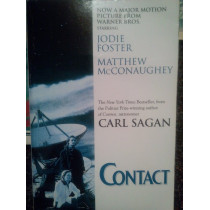 NOW A MAJOR MOTION
PICTURE FROM
WARNER BROS.
STARRING
JODIE
FOSTER
MATTHEW
MCCONAUGHEY
The New York Times Bestseller from
the Pulitzer Prize-winning author
of Cosmos,
CARL SAGAN
CONTACT